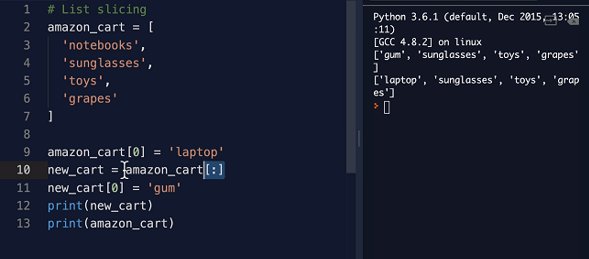 1 # List slicing
2 amazon_cart = [
3 'notebooks',
4 'sunglasses',
5 'toys',
6 'grapes'
7 ]
8
9 amazon_cart[0] = 'laptop'
10 new_cart = amazon_cart[:]
11 new_cart[0] = 'gum'
12 print(new_cart)
13 print(amazon_cart)
Python 3.6.1 (default, Dec 2015, 13:05
:11)
[GCC 4.8.2] on linux
['gum', 'sunglasses', 'toys', 'grapes'
]
['laptop', 'sunglasses', 'toys', 'grap
es']